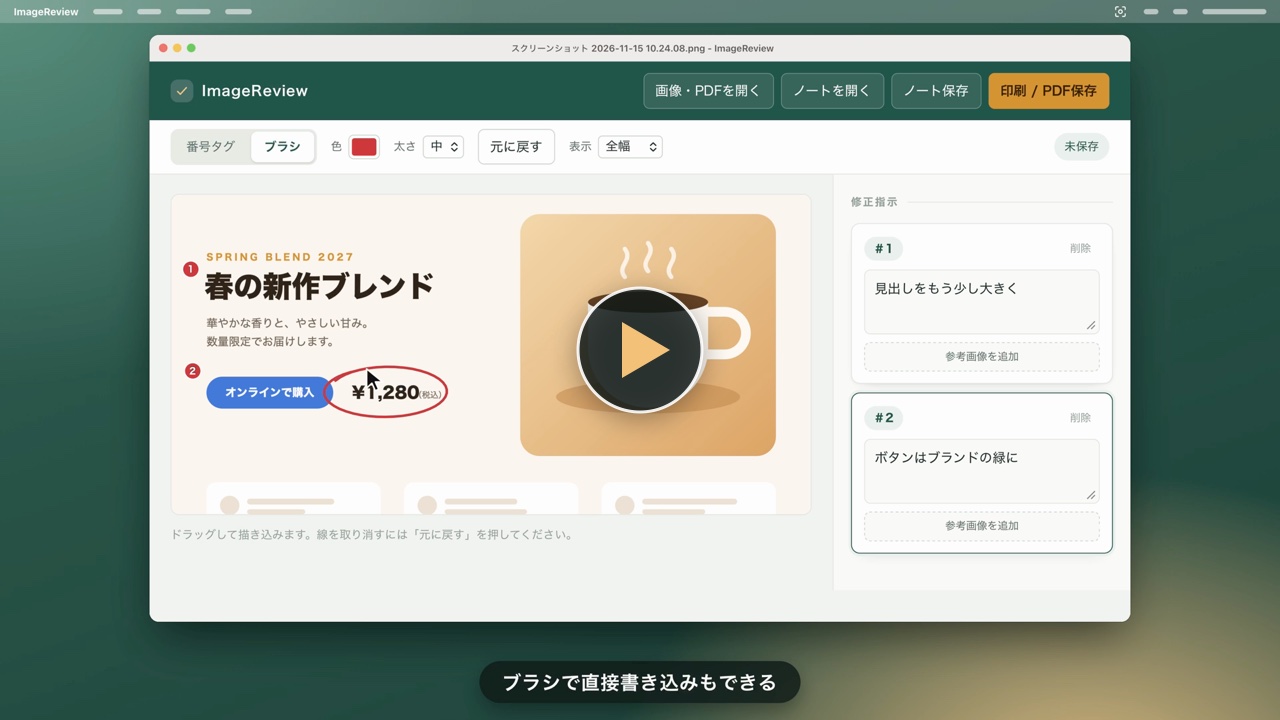 ImageReview
スクリーンショット 2026-11-15 10.24.08.png - ImageReview
ImageReview
画像・PDFを開く
ノートを開く
ノート保存
印刷 / PDF保存
番号タグ
ブラシ
色
太さ
中
元に戻す
表示
全幅
未保存
SPRING BLEND 2027
1
春の新作ブレンド
華やかな香りと、やさしい甘み。
数量限定でお届けします。
2
オンラインで購入
¥1,280(税込)
ドラッグして描き込みます。線を取り消すには「元に戻す」を押してください。
修正指示
#1
削除
見出しをもう少し大きく
参考画像を追加
#2
削除
ボタンはブランドの緑に
参考画像を追加
ブラシで直接書き込みもできる